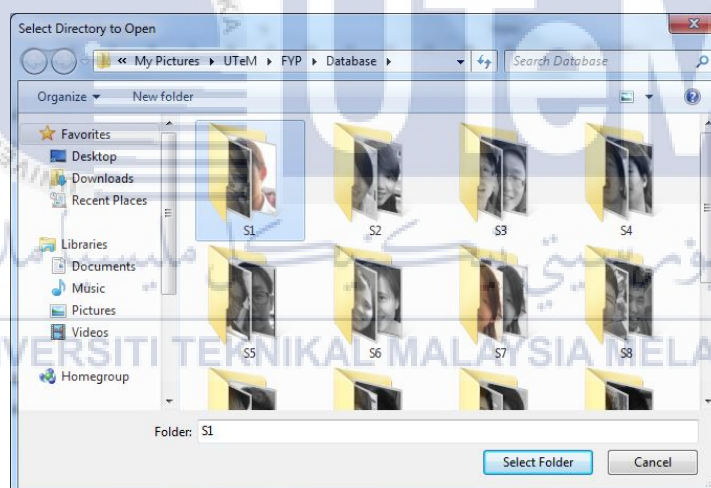 UTeM
Select Directory to Open
« My Pictures ▸ UTeM ▸ FYP ▸ Database ▸
Search Database
Organize
New folder
Favorites
Desktop
Downloads
Recent Places
Libraries
Documents
Music
Pictures
Videos
Homegroup
S1
S2
S3
S4
S5
S6
S7
S8
UNIVERSITI TEKNIKAL MALAYSIA MELA
Folder: S1
Select Folder
Cancel